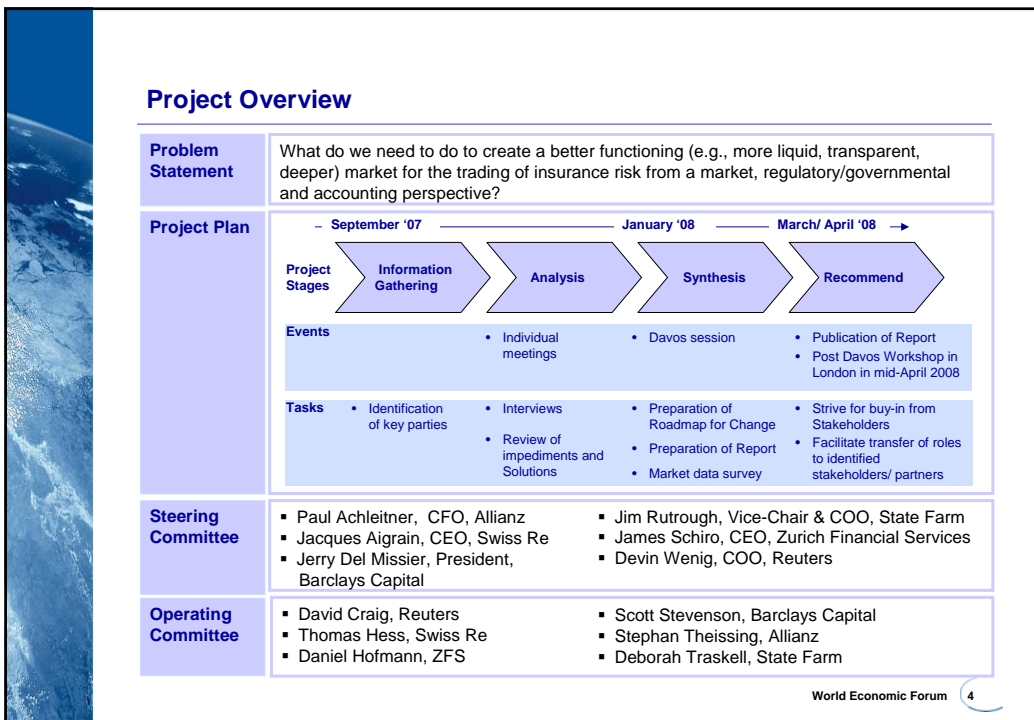 Project Overview
Problem
Statement
What do we need to do to create a better functioning (e.g., more liquid, transparent,
deeper) market for the trading of insurance risk from a market, regulatory/governmental
and accounting perspective?
Project Plan
September ‘07
January ‘08
March/ April ‘08
Project
Stages
Information
Gathering
Analysis
Synthesis
Recommend
Events
• Individual
meetings
• Davos session
• Publication of Report
• Post Davos Workshop in
London in mid-April 2008
Tasks
• Identification
of key parties
• Interviews
• Review of
impediments and
Solutions
• Preparation of
Roadmap for Change
• Preparation of Report
• Market data survey
• Strive for buy-in from
Stakeholders
• Facilitate transfer of roles
to identified
stakeholders/ partners
Steering
Committee
▪ Paul Achleitner, CFO, Allianz
▪ Jacques Aigrain, CEO, Swiss Re
▪ Jerry Del Missier, President,
Barclays Capital
▪ Jim Rutrough, Vice-Chair & COO, State Farm
▪ James Schiro, CEO, Zurich Financial Services
▪ Devin Wenig, COO, Reuters
Operating
Committee
▪ David Craig, Reuters
▪ Thomas Hess, Swiss Re
▪ Daniel Hofmann, ZFS
▪ Scott Stevenson, Barclays Capital
▪ Stephan Theissing, Allianz
▪ Deborah Traskell, State Farm
World Economic Forum 4